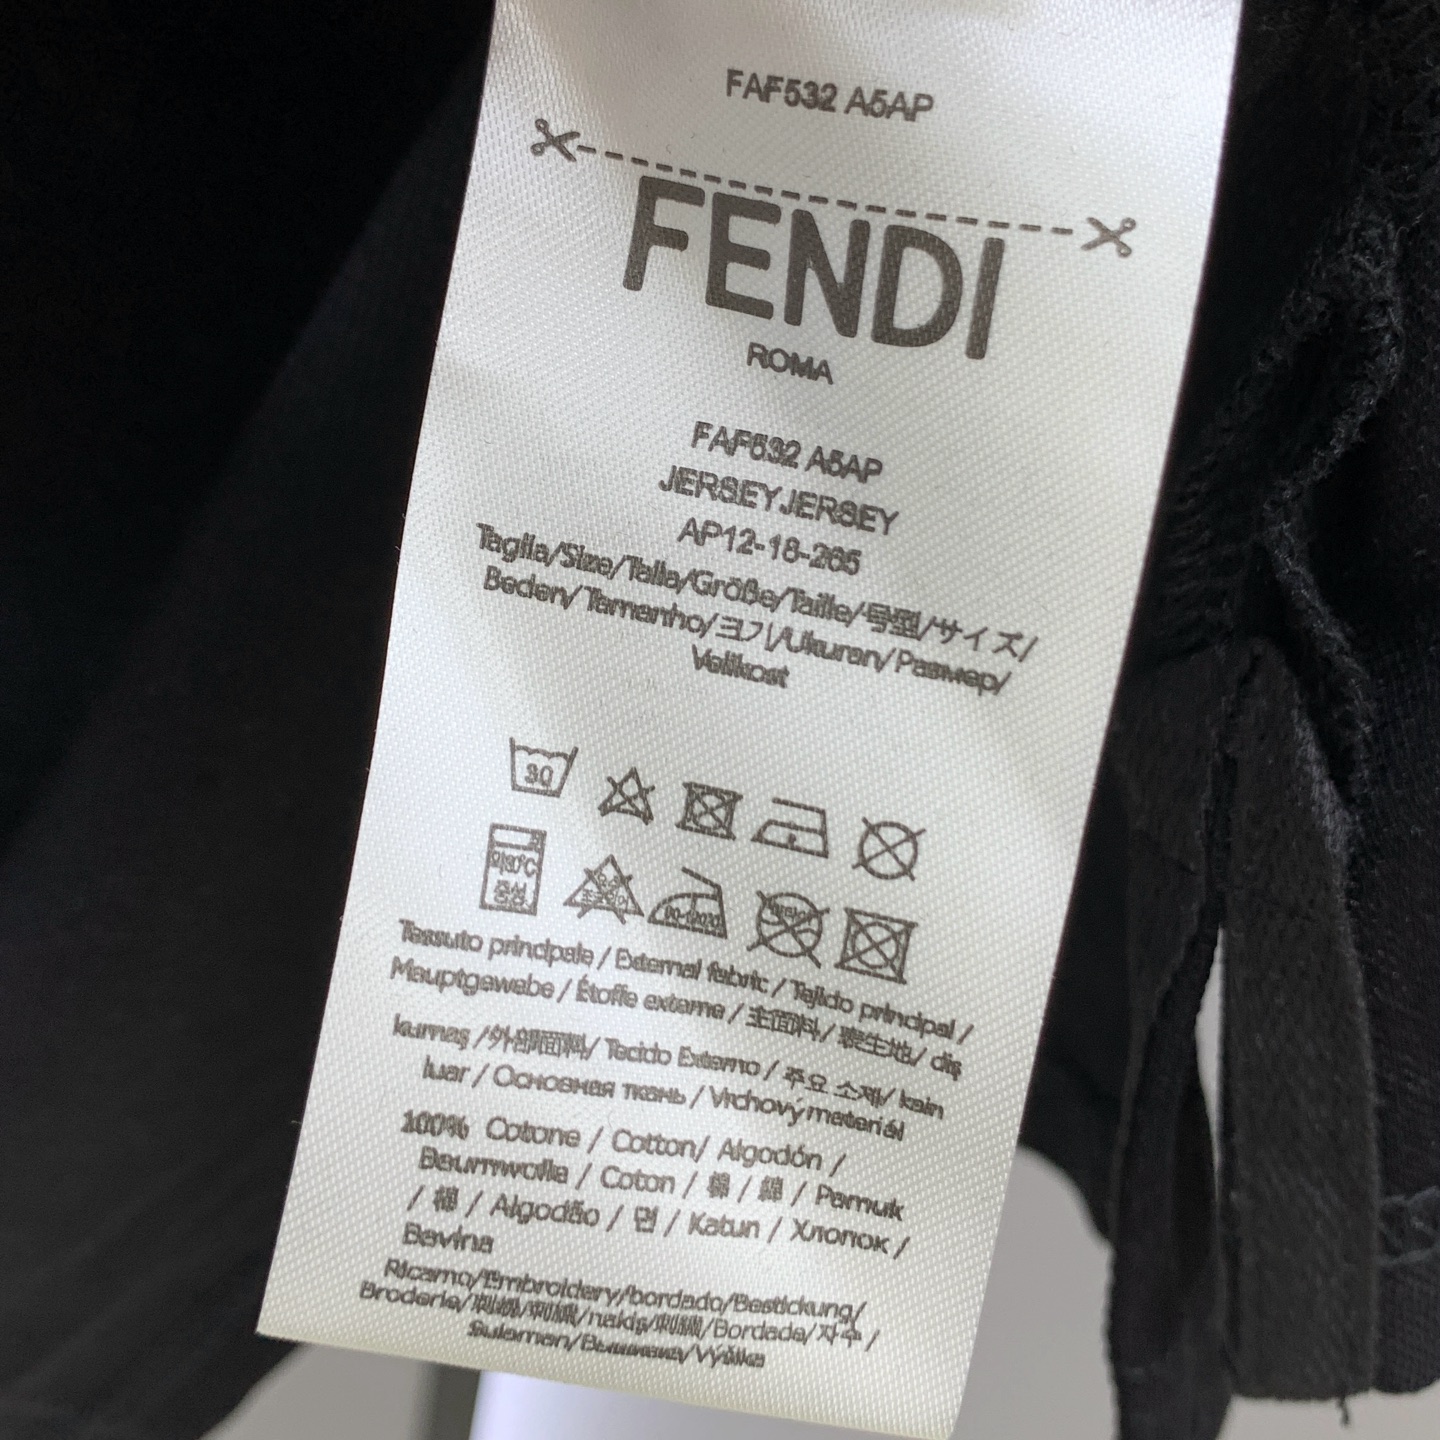 FAF532 A5AP
FENDI
ROMA
FAF532 A5AP
JERSEYJERSEY
AP12-18-265
Taglia/Size/Talla/Größe/Taille/号型/サイズ/
Beden/Tamanho/크기/Ukuran/Размер/
Velikost
30
Tessuto principale / External fabric / Tejido principal /
Mauptgewebe / Étoffe externe / 主面料/ 表生地/ dış
kumaş /外部面料/ Tecido Externo / 주요 소재/ kain
luar / Основная ткань / Vrchový materiál
100% Cotone / Cotton/ Algodón /
Baumwolle / Coton / 棉 / 綿 / Pamuk
/ 棉 / Algodão / 면 / Katun / Хлопок /
Bavlna
Ricamo/Embroidery/bordado/Bestickung/
Broderie/刺绣/刺繍/nakış/刺繡/Bordado/자수/
Sulaman/Вышивка/Výšika